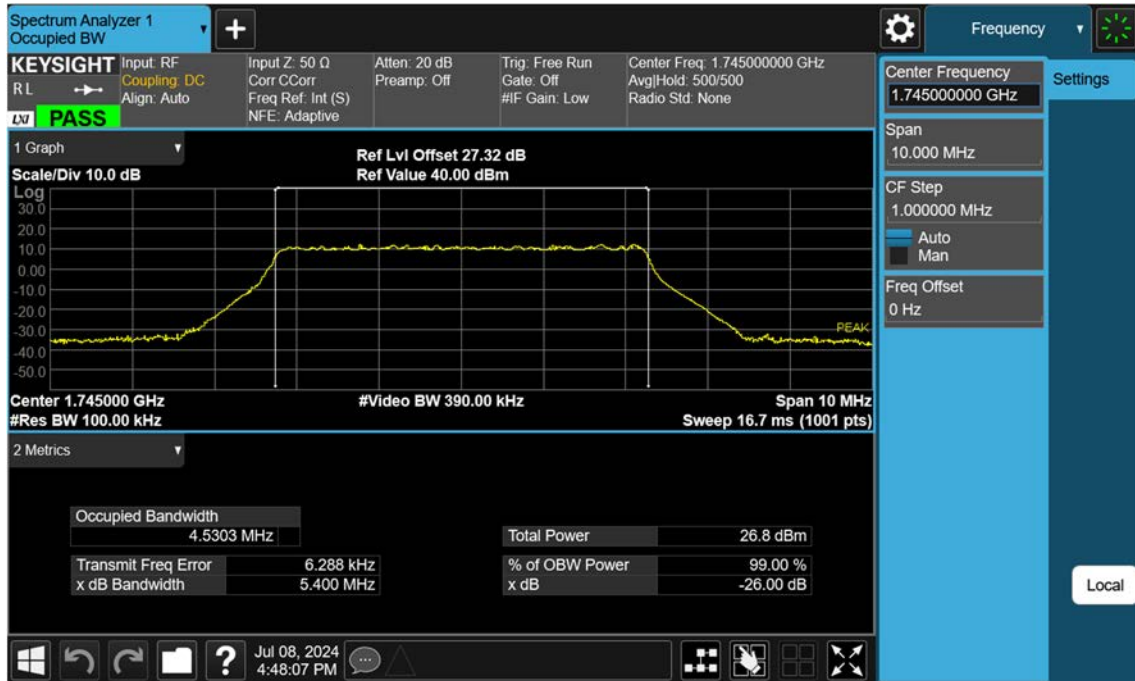 Spectrum Analyzer 1
Occupied BW
+
Frequency
KEYSIGHT
R L
LXI
PASS
Input: RF
Coupling: DC
Align: Auto
Input Z: 50 Ω
Corr CCorr
Freq Ref: Int (S)
NFE: Adaptive
Atten: 20 dB
Preamp: Off
Trig: Free Run
Gate: Off
#IF Gain: Low
Center Freq: 1.745000000 GHz
Avg|Hold: 500/500
Radio Std: None
1 Graph
Scale/Div 10.0 dB
Ref Lvl Offset 27.32 dB
Ref Value 40.00 dBm
Log
30.0
20.0
10.0
0.00
-10.0
-20.0
-30.0
-40.0
-50.0
PEAK
Center 1.745000 GHz
#Video BW 390.00 kHz
Span 10 MHz
#Res BW 100.00 kHz
Sweep 16.7 ms (1001 pts)
2 Metrics
Occupied Bandwidth
4.5303 MHz
Total Power 26.8 dBm
Transmit Freq Error 6.288 kHz
% of OBW Power 99.00 %
x dB Bandwidth 5.400 MHz
x dB -26.00 dB
Center Frequency
1.745000000 GHz
Settings
Span
10.000 MHz
CF Step
1.000000 MHz
Auto
Man
Freq Offset
0 Hz
Local
?
Jul 08, 2024
4:48:07 PM